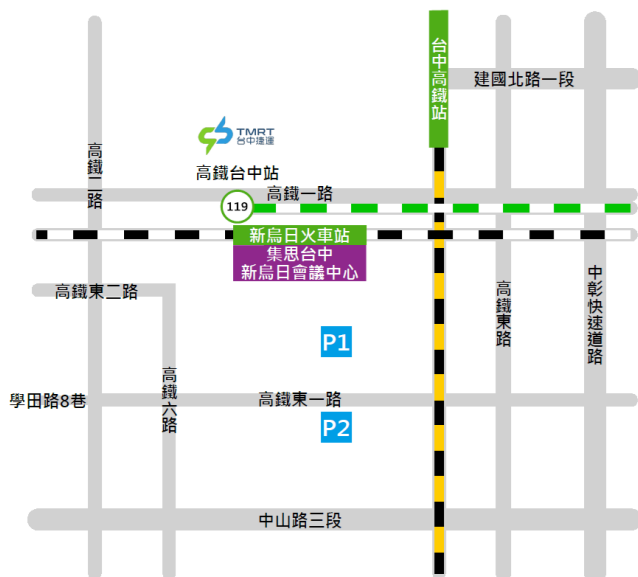 台中高鐵站
建國北路一段
TMRT
台中捷運
高鐵二路
高鐵台中站
高鐵一路
119
新烏日火車站
集思台中
新烏日會議中心
高鐵東二路
高鐵東路
中彰快速道路
P1
高鐵六路
學田路8巷
高鐵東一路
P2
中山路三段